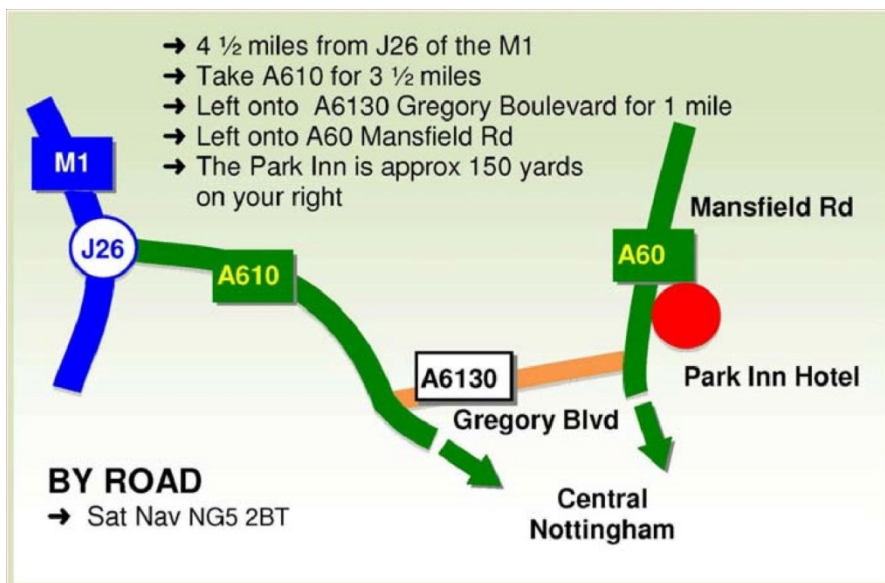 ➔ 4 ½ miles from J26 of the M1
➔ Take A610 for 3 ½ miles
➔ Left onto A6130 Gregory Boulevard for 1 mile
➔ Left onto A60 Mansfield Rd
➔ The Park Inn is approx 150 yards
on your right
M1
J26
A610
Mansfield Rd
A60
A6130
Park Inn Hotel
Gregory Blvd
BY ROAD
➔ Sat Nav NG5 2BT
Central
Nottingham